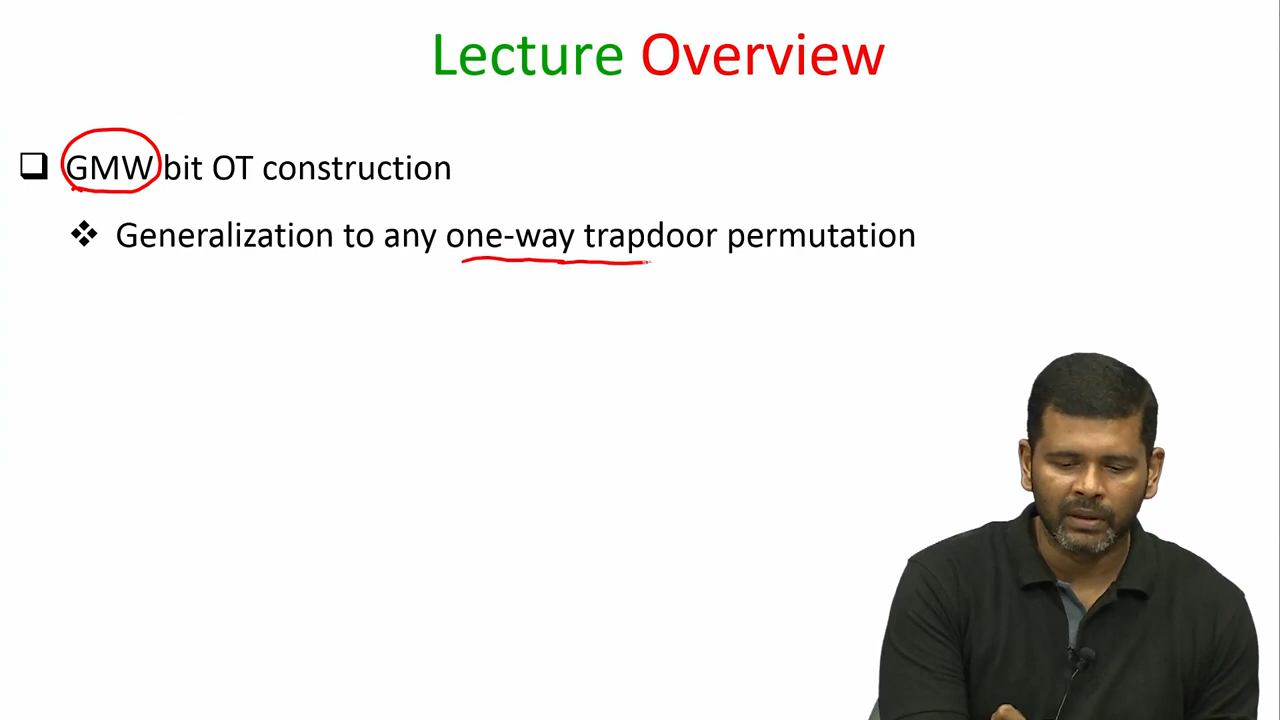 Lecture Overview
GMW bit OT construction
Generalization to any one-way trapdoor permutation